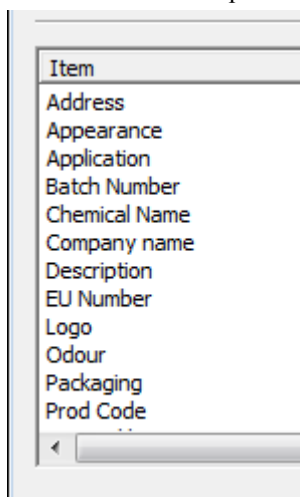 Item
Address
Appearance
Application
Batch Number
Chemical Name
Company name
Description
EU Number
Logo
Odour
Packaging
Prod Code